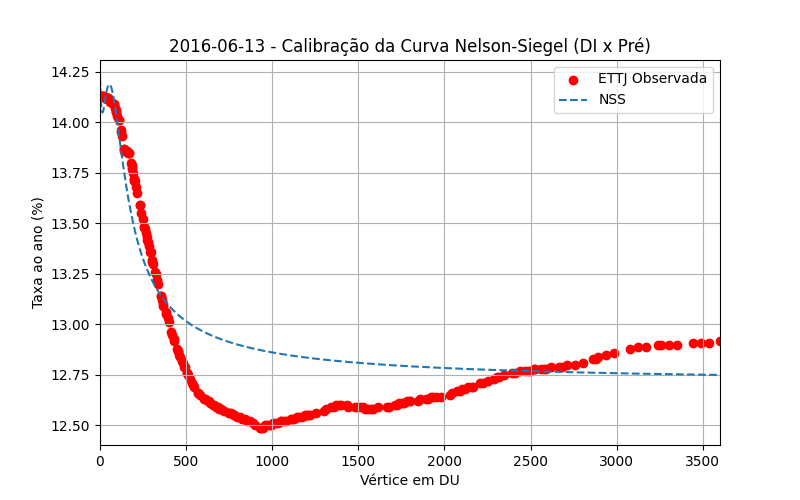 2016-06-13 - Calibração da Curva Nelson-Siegel (DI x Pré)
ETTJ Observada
NSS
Taxa ao ano (%)
14.25
14.00
13.75
13.50
13.25
13.00
12.75
12.50
0 500 1000 1500 2000 2500 3000 3500
Vértice em DU